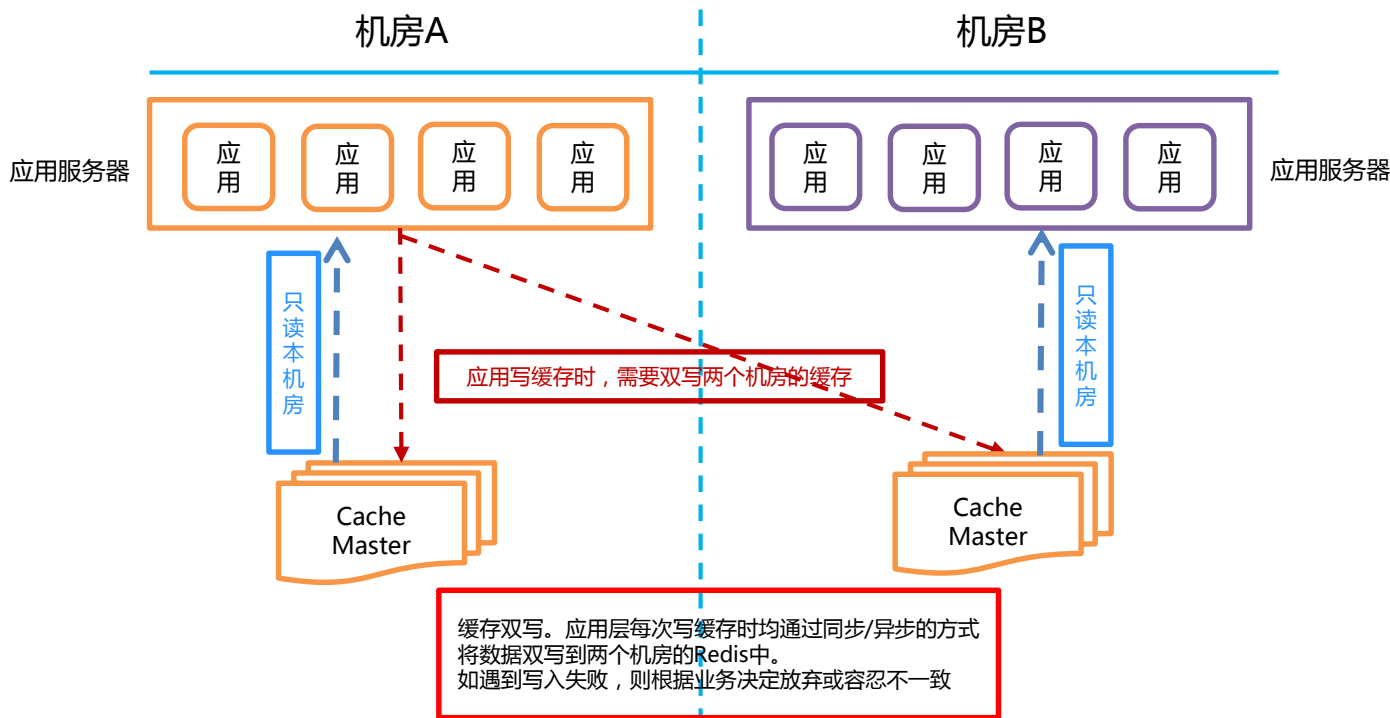 机房A
机房B
应用服务器
应
用
应
用
应
用
应
用
应
用
应
用
应
用
应
用
应用服务器
只
读
本
机
房
只
读
本
机
房
应用写缓存时，需要双写两个机房的缓存
Cache
Master
Cache
Master
缓存双写。应用层每次写缓存时均通过同步/异步的方式
将数据双写到两个机房的Redis中。
如遇到写入失败，则根据业务决定放弃或容忍不一致